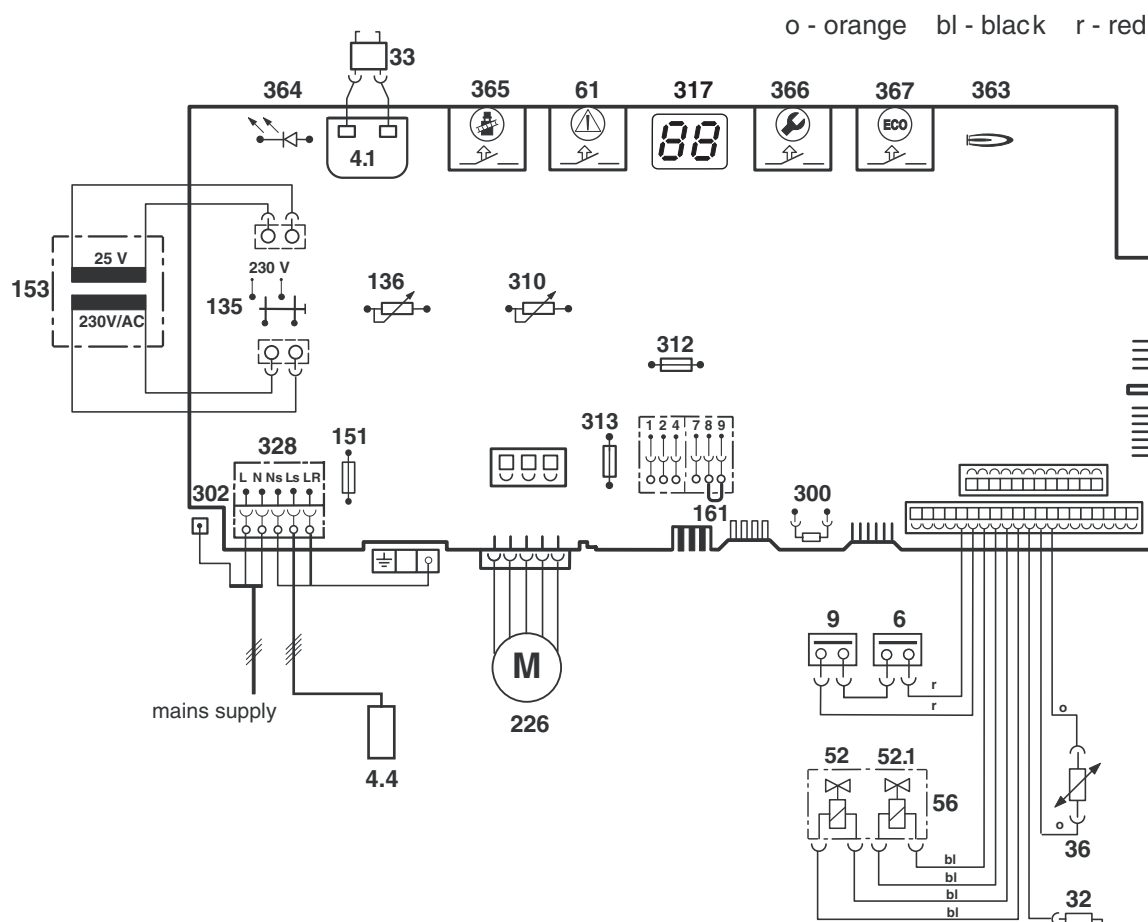 o - orange bl - black r - red
33
364 365 61 317 366 367 363
ECO
4.1
88
25 V
230 V
153
135
136
310
230V/AC
312
313
151
328
1 2 4 7 8 9
L N Ns Ls LR
302
300
161
9
6
M
r
r
mains supply
o
226
52
52.1
4.4
56
o
36
bl
bl
bl
bl
32